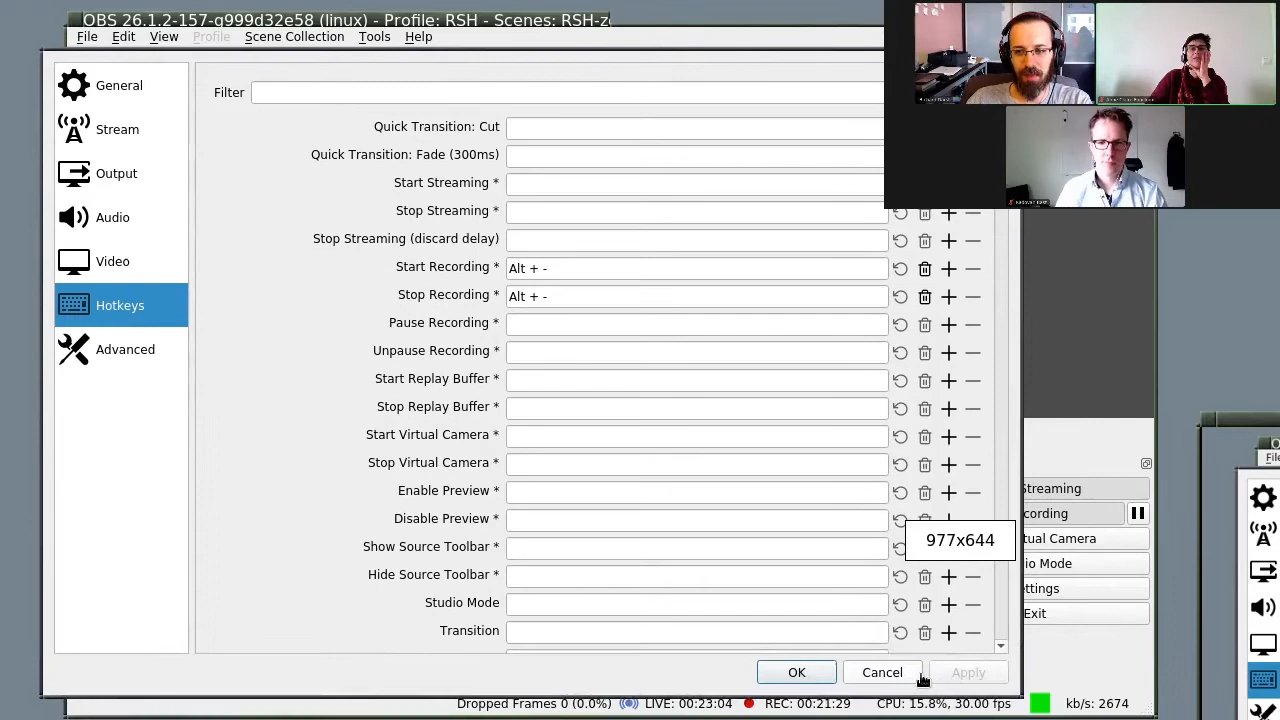 OBS 26.1.2-157-g999d32e58 (linux) - Profile: RSH - Scenes: RSH-z
File Edit View Profile Scene Collection Tools Help
General
Stream
Output
Audio
Video
Hotkeys
Advanced
Filter
Quick Transition: Cut
Quick Transition: Fade (300ms)
Start Streaming *
Stop Streaming *
Stop Streaming (discard delay)
Start Recording * Alt + -
Stop Recording * Alt + -
Pause Recording *
Unpause Recording *
Start Replay Buffer *
Stop Replay Buffer *
Start Virtual Camera *
Stop Virtual Camera *
Enable Preview *
Disable Preview *
Show Source Toolbar *
Hide Source Toolbar *
Studio Mode
Transition
977x644
OK Cancel Apply
Streaming
cording
tual Camera
io Mode
ettings
Exit
Dropped Frames: 0 (0.0%) LIVE: 00:23:04 REC: 00:21:29 CPU: 15.8%, 30.00 fps kb/s: 2674
File